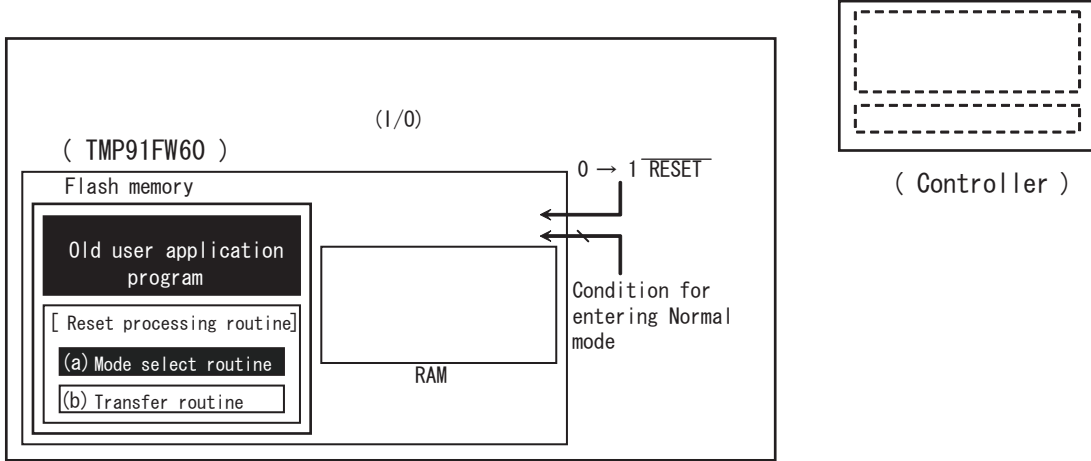 (I/O)
( TMP91FW60 )
0 → 1 RESET
Flash memory
Old user application
program
[ Reset processing routine]
(a) Mode select routine
(b) Transfer routine
RAM
Condition for
entering Normal
mode
( Controller )